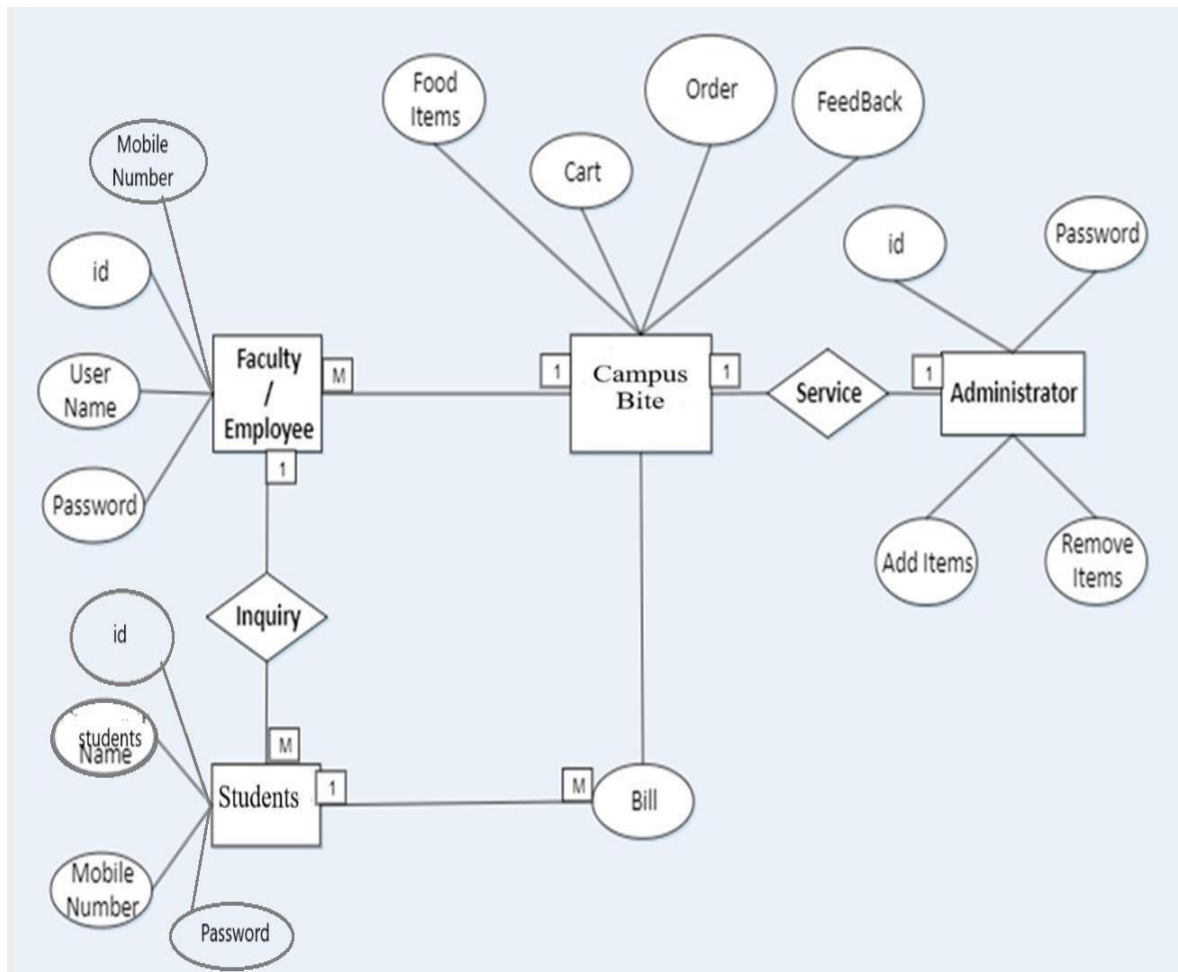 Food
Items
Order
FeedBack
Cart
Mobile
Number
id
User
Name
Password
Faculty
/
Employee
M
1
1
Campus
Bite
1
Service
1
Administrator
id
Password
Add Items
Remove
Items
Inquiry
id
students
Name
Mobile
Number
Password
M
Students
1
M
Bill